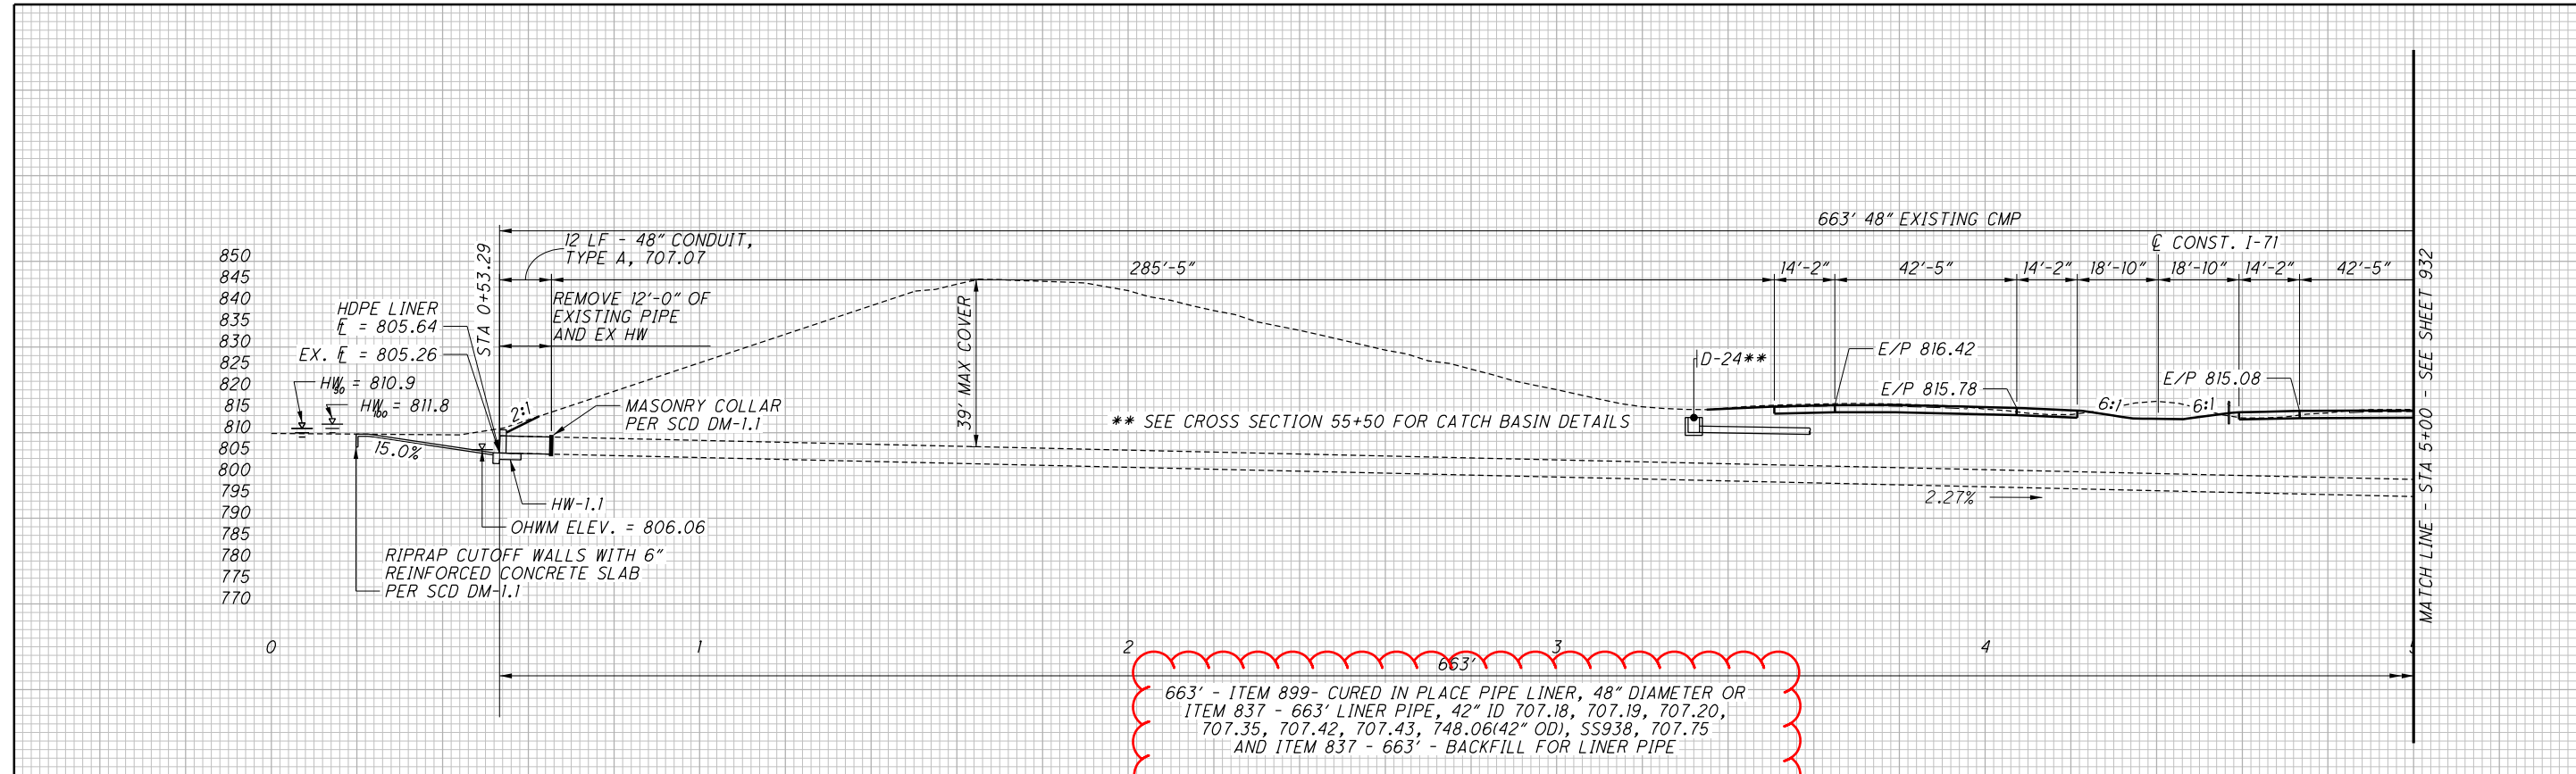 663' 48" EXISTING CMP
12 LF - 48" CONDUIT,
TYPE A, 707.07
℄ CONST. I-71
285'-5"
14'-2"
42'-5"
14'-2"
18'-10"
18'-10"
14'-2"
42'-5"
STA 0+53.29
REMOVE 12'-0" OF
EXISTING PIPE
AND EX HW
HDPE LINER
℄ = 805.64
EX. ℄ = 805.26
HW50 = 810.9
HW100 = 811.8
850
845
840
835
830
825
820
815
810
805
800
795
790
785
780
775
770
2:1
15.0%
MASONRY COLLAR
PER SCD DM-1.1
39' MAX COVER
** SEE CROSS SECTION 55+50 FOR CATCH BASIN DETAILS
D-24**
E/P 816.42
E/P 815.78
E/P 815.08
6:1
6:1
2.27%
HW-1.1
OHWM ELEV. = 806.06
RIPRAP CUTOFF WALLS WITH 6"
REINFORCED CONCRETE SLAB
PER SCD DM-1.1
MATCH LINE - STA 5+00 - SEE SHEET 932
0
1
2
3
4
663'
663' - ITEM 899- CURED IN PLACE PIPE LINER, 48" DIAMETER OR
ITEM 837 - 663' LINER PIPE, 42" ID 707.18, 707.19, 707.20,
707.35, 707.42, 707.43, 748.06(42" OD), SS938, 707.75
AND ITEM 837 - 663' - BACKFILL FOR LINER PIPE